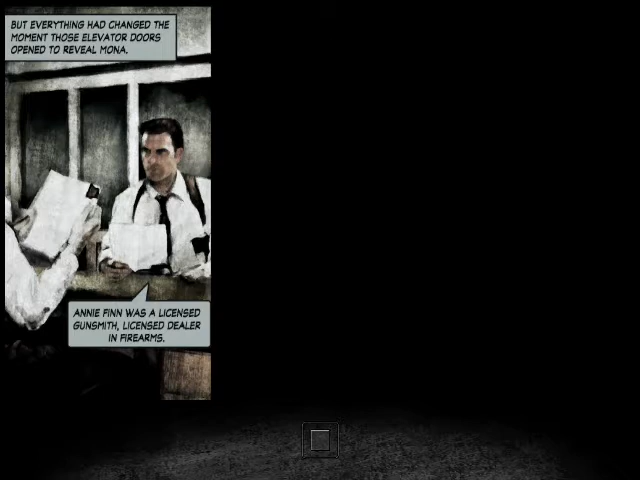 BUT EVERYTHING HAD CHANGED THE
MOMENT THOSE ELEVATOR DOORS
OPENED TO REVEAL MONA.
ANNIE FINN WAS A LICENSED
GUNSMITH, LICENSED DEALER
IN FIREARMS.